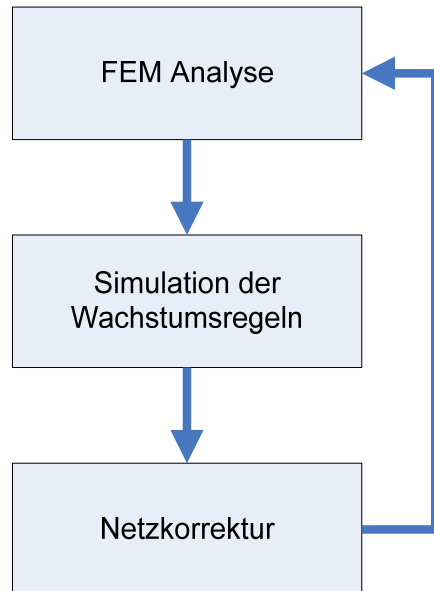 FEM Analyse
Simulation der
Wachstumsregeln
Netzkorrektur